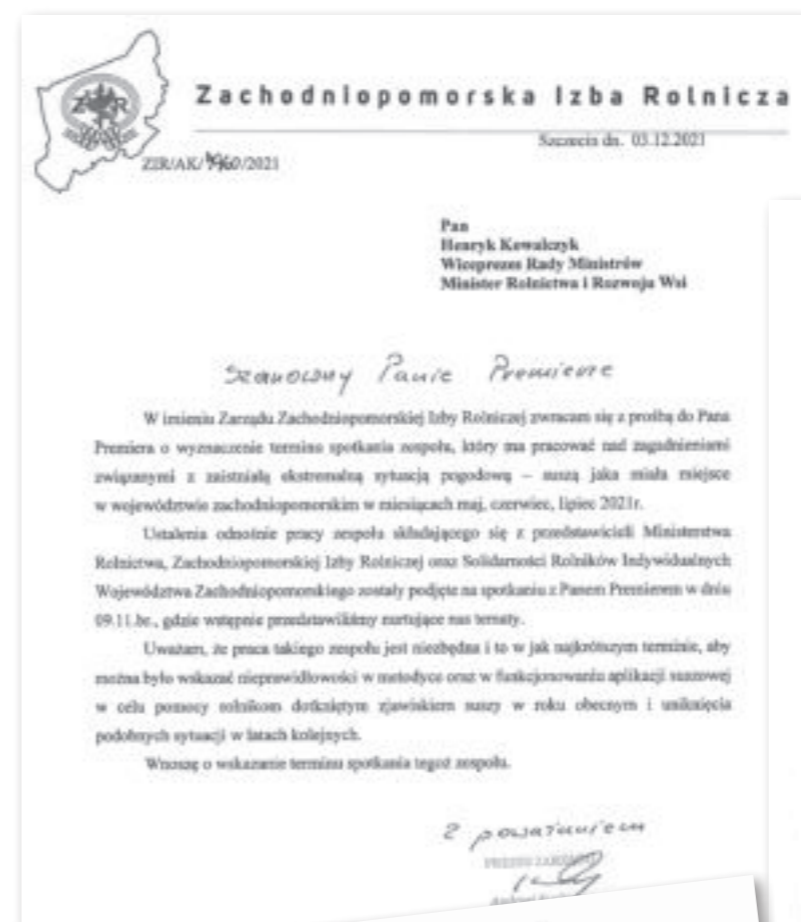 Zachodniopomorska Izba Rolnicza
Szczecin dn. 03.12.2021
ZIR/AK/ /2021
Pan
Henryk Kowalczyk
Wiceprezes Rady Ministrów
Minister Rolnictwa i Rozwoju Wsi
Szanowny Panie Premierze
W imieniu Zarządu Zachodniopomorskiej Izby Rolniczej zwracam się z prośbą do Pana
Premiera o wyznaczenie terminu spotkania zespołu, który ma pracować nad zagadnieniami
związanymi z zaistniałą ekstremalną sytuacją pogodową – suszą jaka miała miejsce
w województwie zachodniopomorskim w miesiącach maj, czerwiec, lipiec 2021r.
Ustalenia odnośnie pracy zespołu składającego się z przedstawicieli Ministerstwa
Rolnictwa, Zachodniopomorskiej Izby Rolniczej oraz Solidarności Rolników Indywidualnych
Województwa Zachodniopomorskiego zostały podjęte na spotkaniu z Panem Premierem w dniu
09.11.br., gdzie wstępnie przedstawiliśmy nurtujące nas tematy.
Uważam, że praca takiego zespołu jest niezbędna i to w jak najkrótszym terminie, aby
można było wskazać nieprawidłowości w metodyce oraz w funkcjonowaniu aplikacji suszowej
w celu pomocy rolnikom dotkniętym zjawiskiem suszy w roku obecnym i uniknięcia
podobnych sytuacji w latach kolejnych.
Wnoszę o wskazanie terminu spotkania tegoż zespołu.
Z poważaniem
PREZES ZARZĄDU